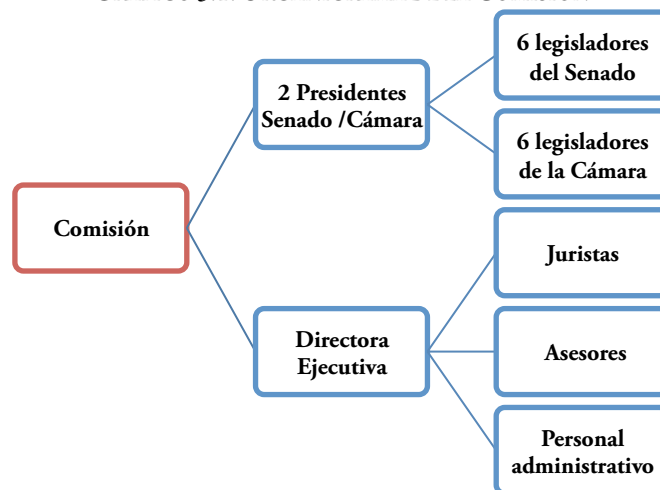 6 legisladores
del Senado
2 Presidentes
Senado /Cámara
6 legisladores
de la Cámara
Comisión
Juristas
Directora
Ejecutiva
Asesores
Personal
administrativo